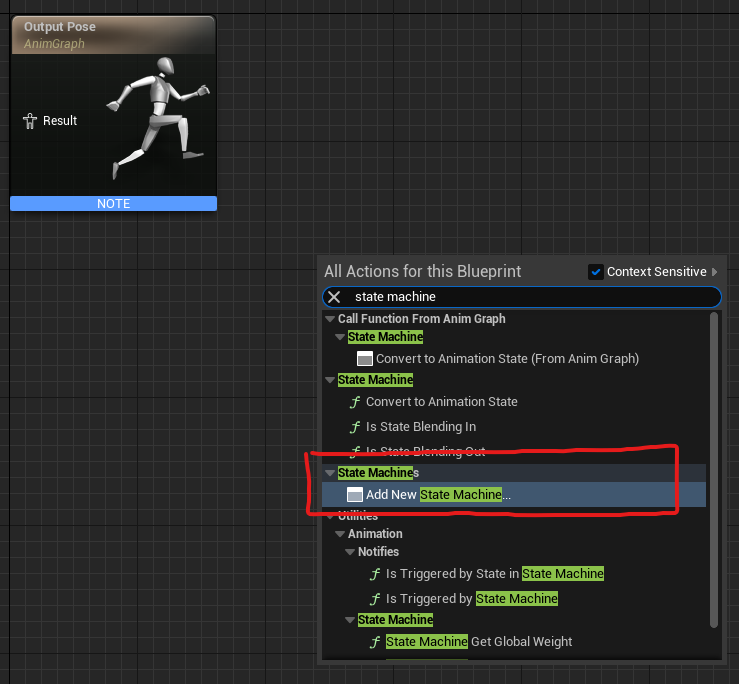 Output Pose
AnimGraph
Result
NOTE
All Actions for this Blueprint
Context Sensitive
state machine
Call Function From Anim Graph
State Machine
Convert to Animation State (From Anim Graph)
State Machine
Convert to Animation State
Is State Blending In
Is State Blending Out
State Machines
Add New State Machine...
Utilities
Animation
Notifies
Is Triggered by State in State Machine
Is Triggered by State Machine
State Machine
State Machine Get Global Weight